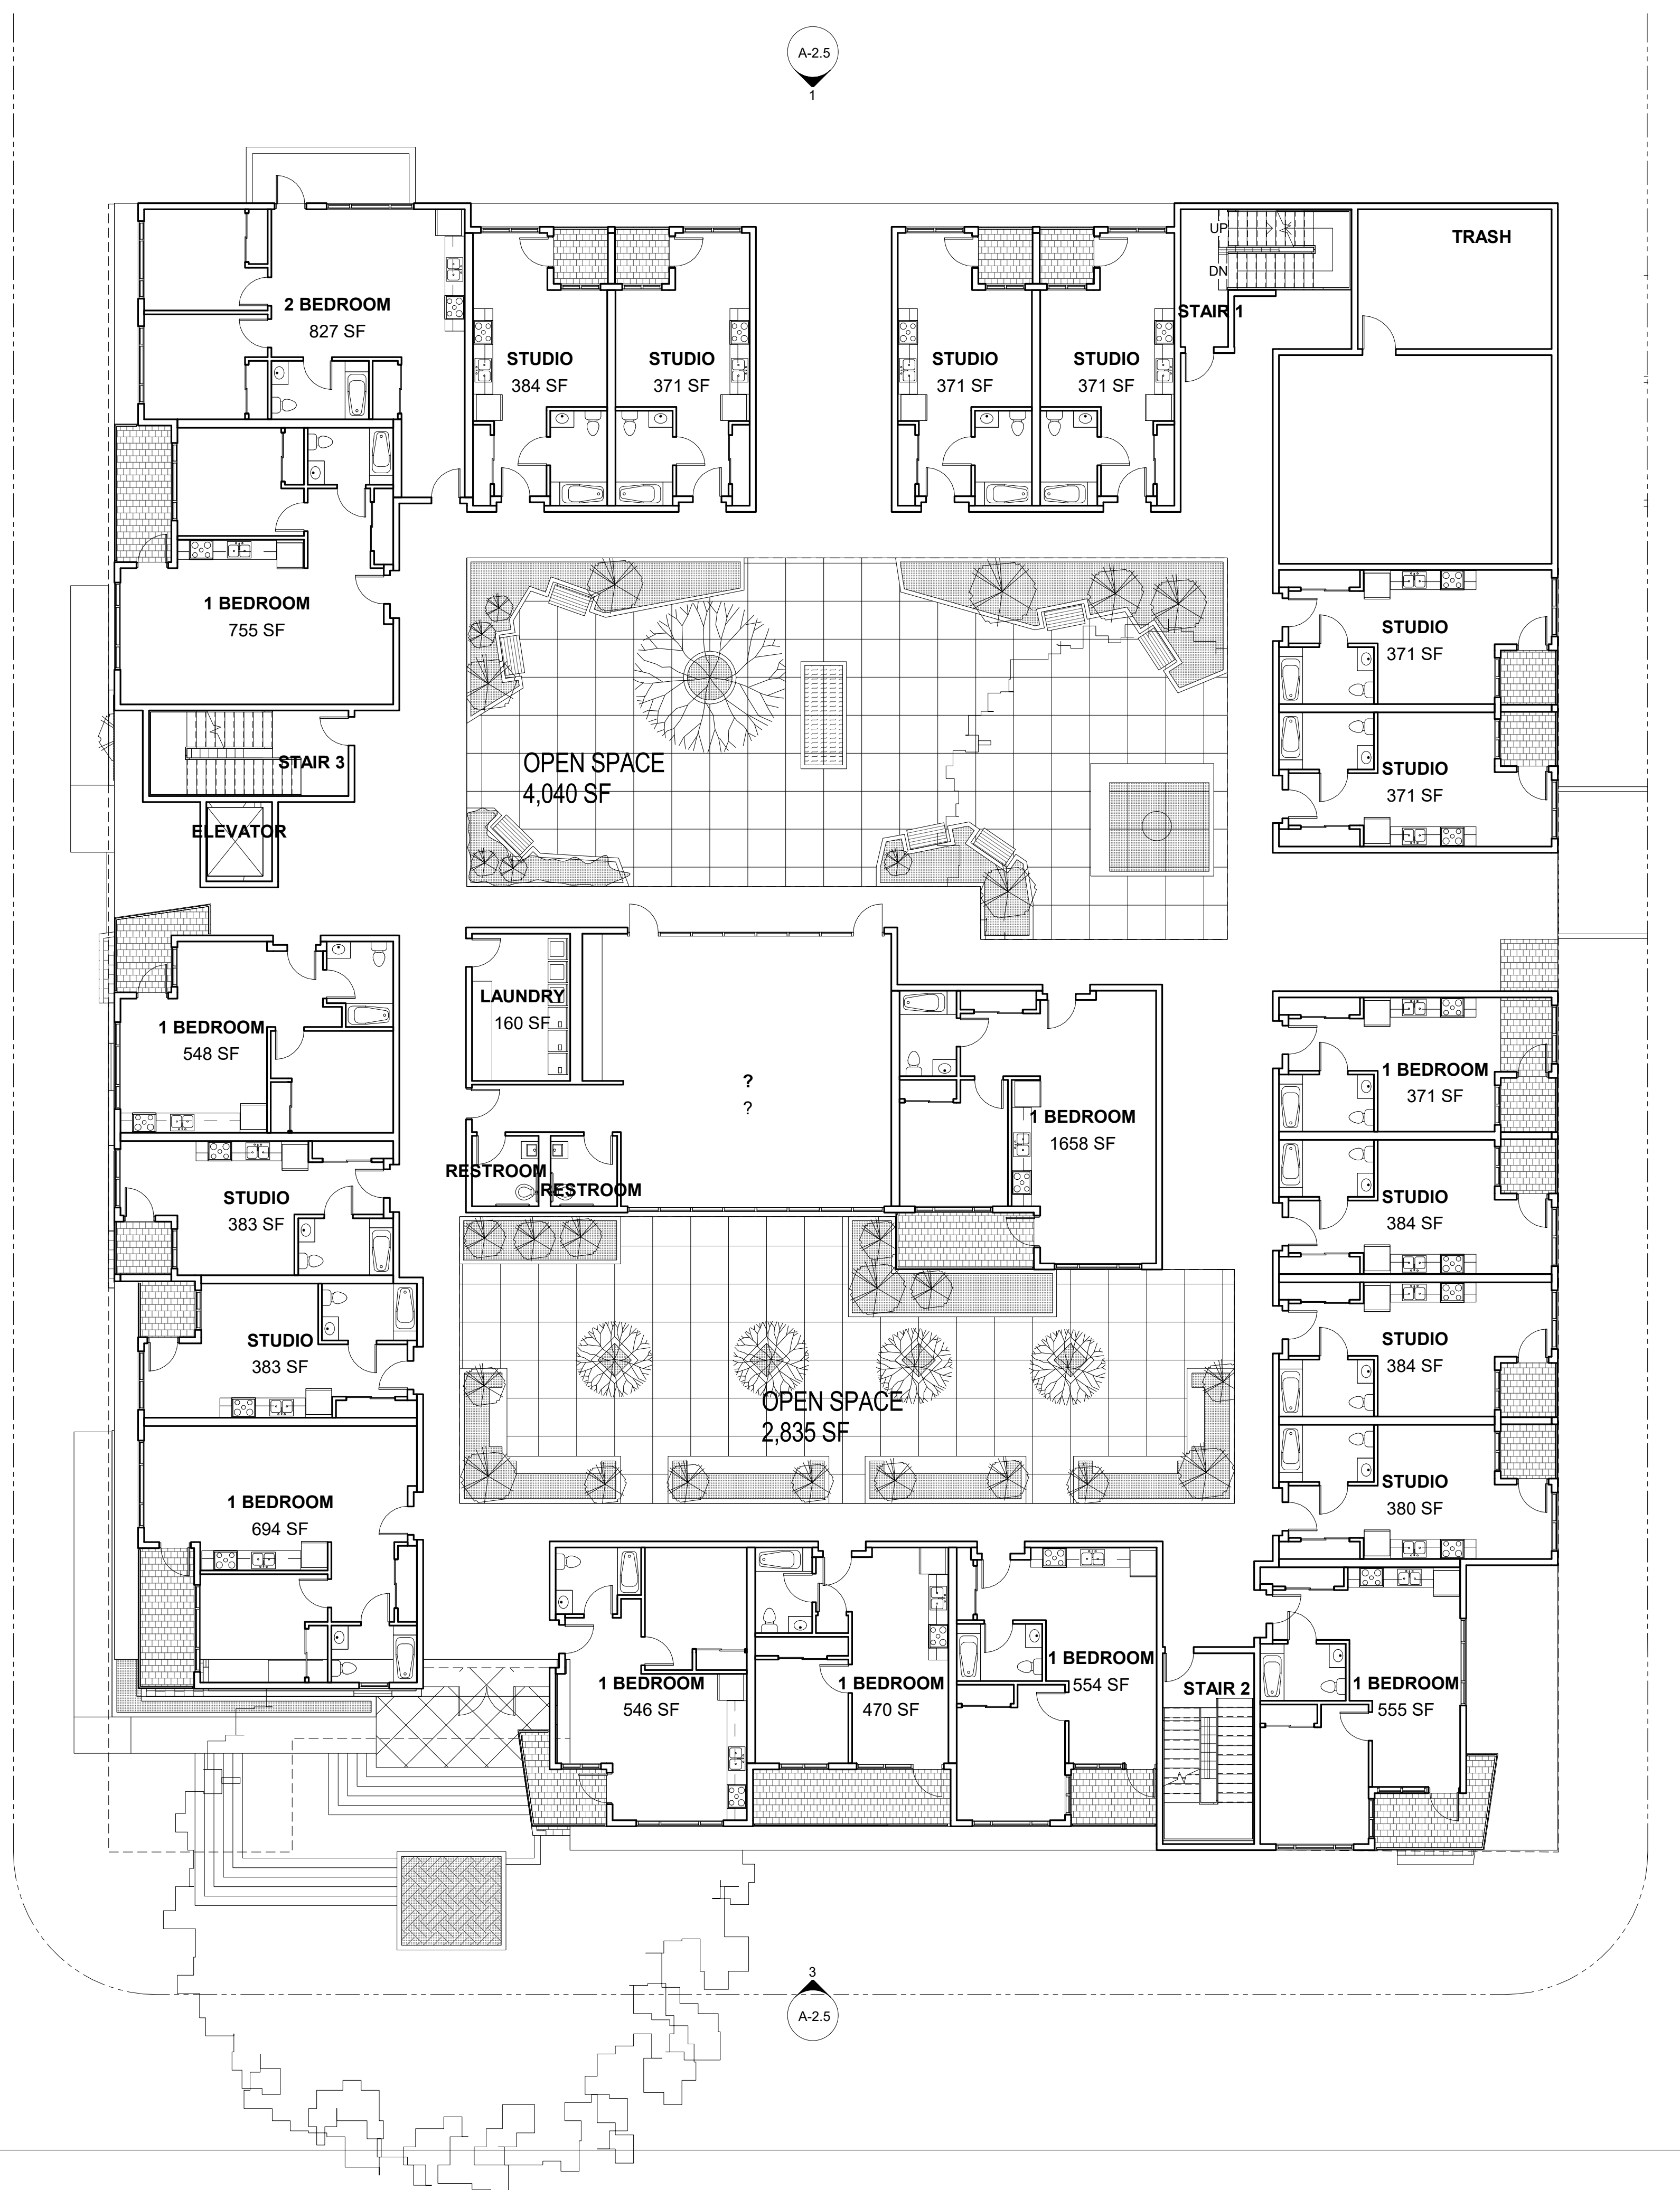 A-2.5
1
UP
DN
TRASH
STAIR 1
2 BEDROOM
827 SF
STUDIO
384 SF
STUDIO
371 SF
STUDIO
371 SF
STUDIO
371 SF
1 BEDROOM
755 SF
STUDIO
371 SF
STAIR 3
OPEN SPACE
4,040 SF
STUDIO
371 SF
ELEVATOR
LAUNDRY
160 SF
1 BEDROOM
548 SF
?
?
1 BEDROOM
1658 SF
1 BEDROOM
371 SF
RESTROOM
RESTROOM
STUDIO
383 SF
STUDIO
384 SF
STUDIO
383 SF
STUDIO
384 SF
OPEN SPACE
2,835 SF
1 BEDROOM
694 SF
STUDIO
380 SF
1 BEDROOM
546 SF
1 BEDROOM
470 SF
1 BEDROOM
554 SF
STAIR 2
1 BEDROOM
555 SF
3
A-2.5